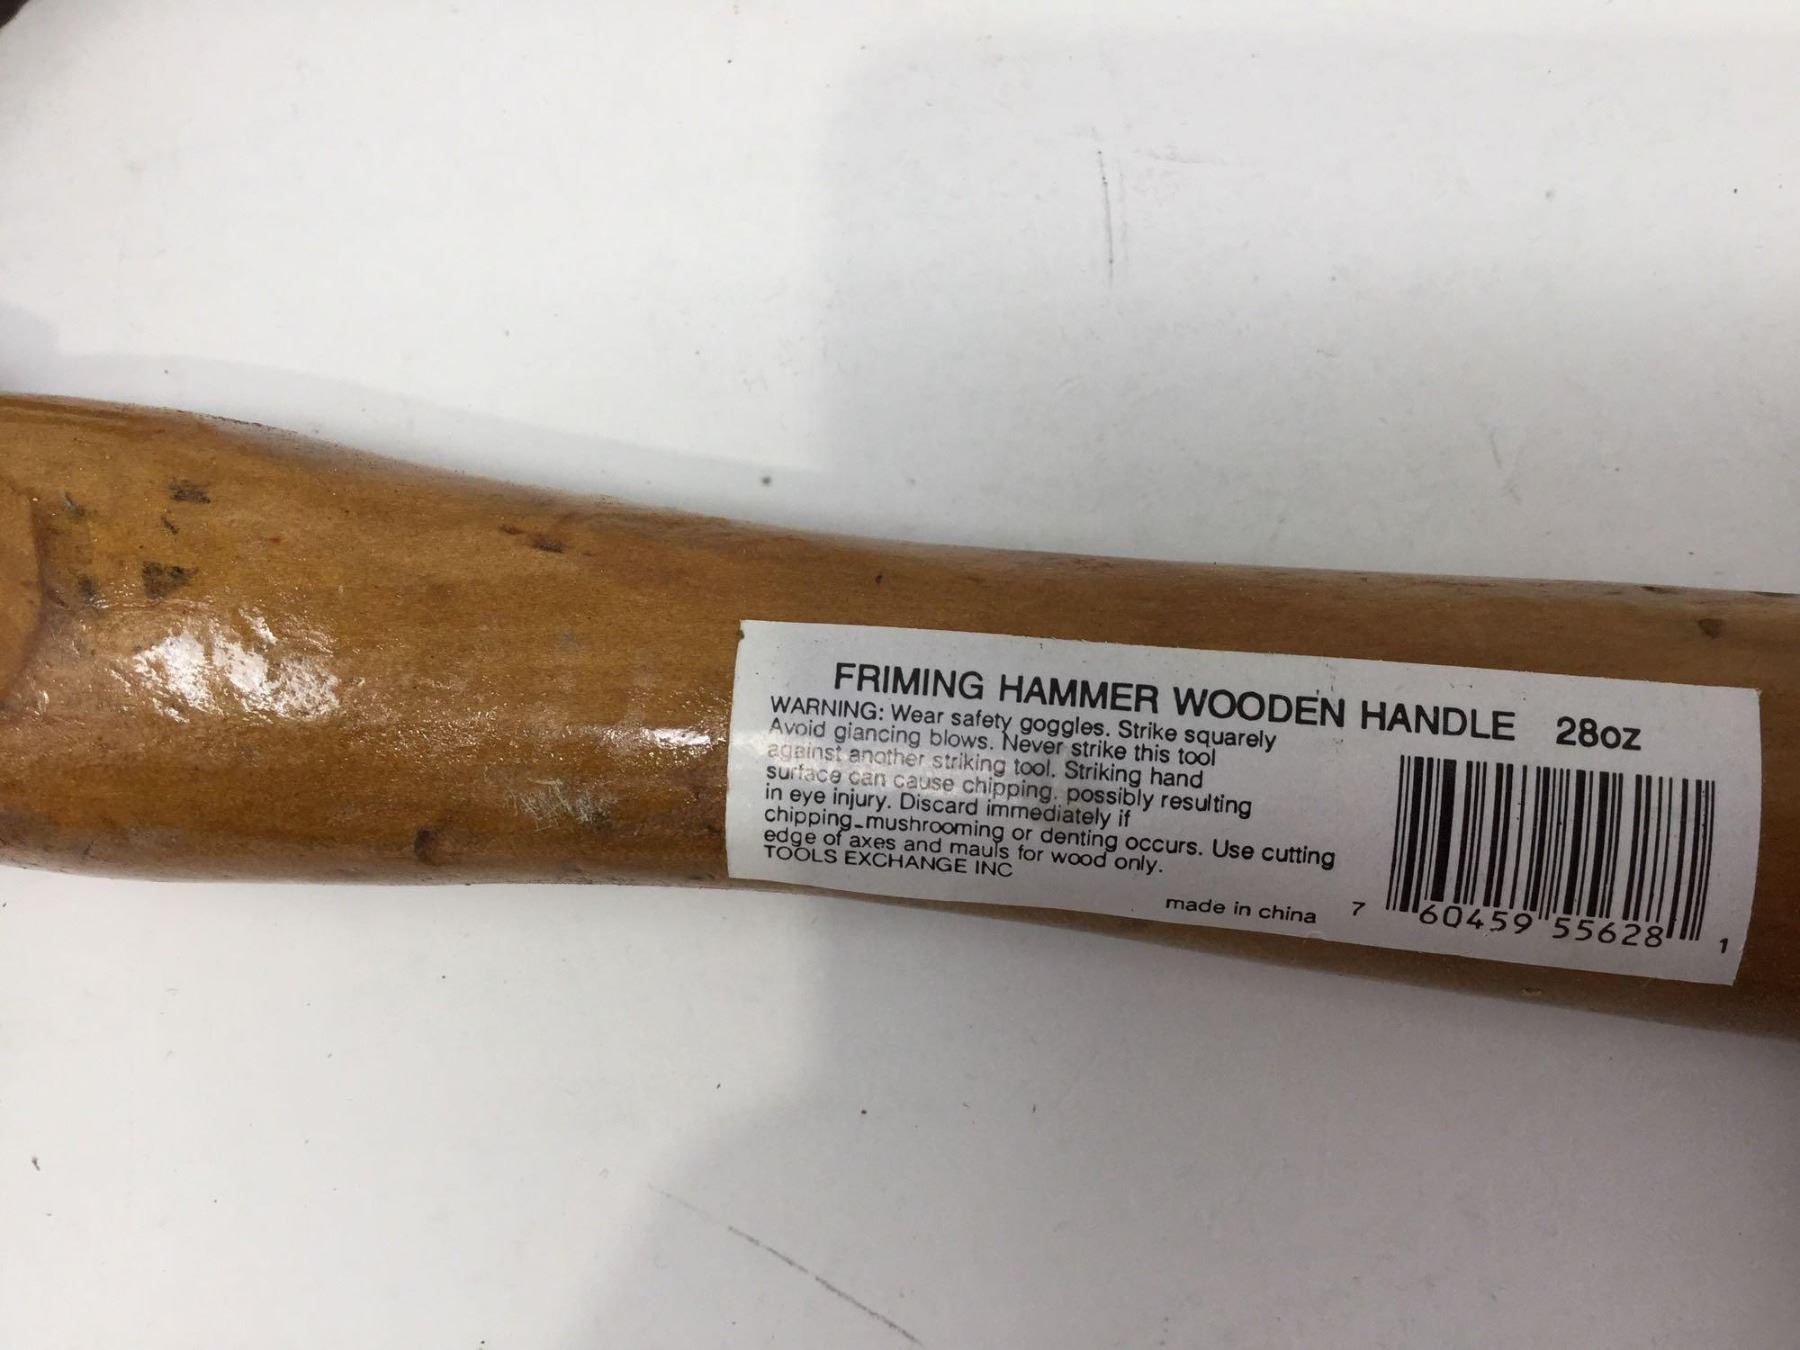 FRIMING HAMMER WOODEN HANDLE 28oz
WARNING: Wear safety goggles. Strike squarely
Avoid glancing blows. Never strike this tool
against another striking tool. Striking hand
surface can cause chipping. possibly resulting
in eye injury. Discard immediately if
chipping-mushrooming or denting occurs. Use cutting
edge of axes and mauls for wood only.
TOOLS EXCHANGE INC
made in china
7 60459 55628 1